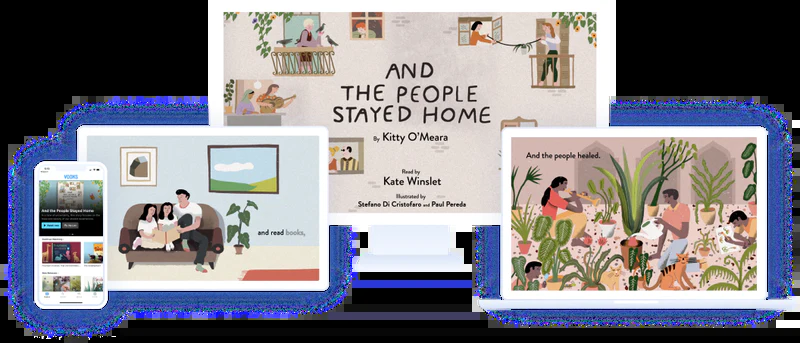 AND
THE PEOPLE
STAYED HOME
By Kitty O'Meara
Read by
Kate Winslet
Illustrated by
Stefano Di Cristofaro and Paul Pereda
and read books,
And the people healed.
VOOKS
And the People Stayed Home